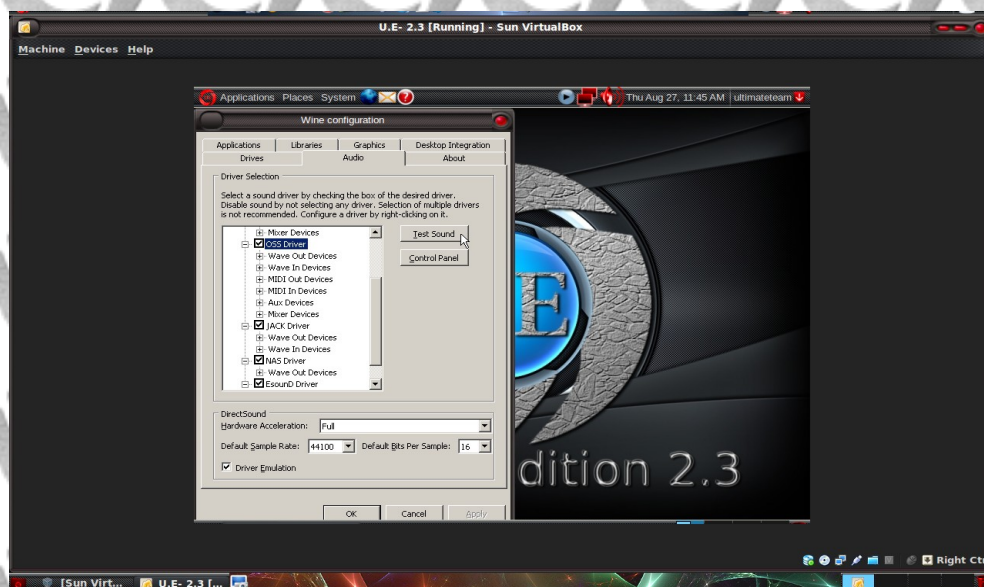 U.E- 2.3 [Running] - Sun VirtualBox
Machine Devices Help
Applications Places System Thu Aug 27, 11:45 AM ultimateteam
Wine configuration
Applications Libraries Graphics Desktop Integration
Drives Audio About
Driver Selection
Select a sound driver by checking the box of the desired driver.
Disable sound by not selecting any driver. Selection of multiple drivers
is not recommended. Configure a driver by right-clicking on it.
Mixer Devices
OSS Driver
Wave Out Devices
Wave In Devices
MIDI Out Devices
MIDI In Devices
Aux Devices
Mixer Devices
JACK Driver
Wave Out Devices
Wave In Devices
NAS Driver
Wave Out Devices
EsounD Driver
Test Sound
Control Panel
DirectSound
Hardware Acceleration: Full
Default Sample Rate: 44100 Default Bits Per Sample: 16
Driver Emulation
OK Cancel Apply
E
dition 2.3
Right Ctr
[Sun Virt... U.E- 2.3 [...